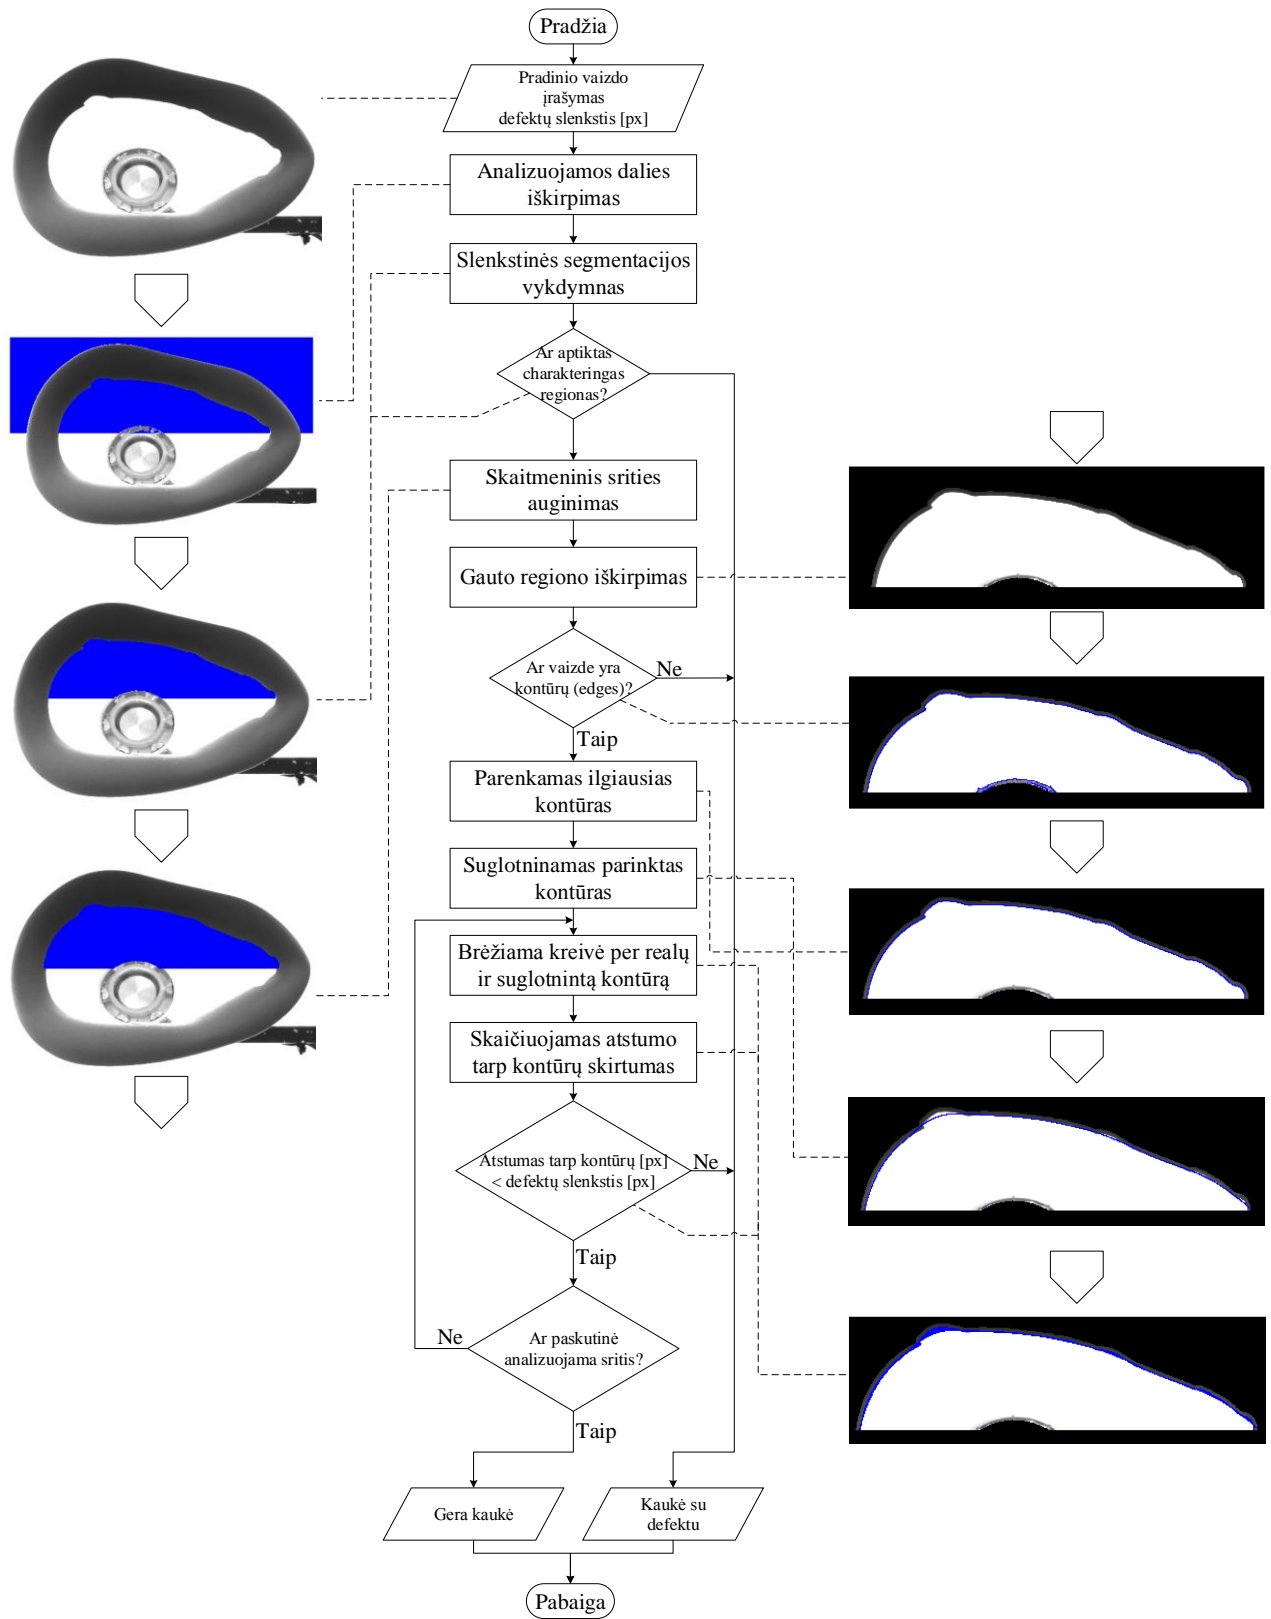 Pradžia
Pradinio vaizdo
įrašymas
defektų slenkstis [px]
Analizuojamos dalies
iškirpimas
Slenkstinės segmentacijos
vykdymnas
Ar aptiktas
charakteringas
regionas?
Skaitmeninis srities
auginimas
Gauto regiono iškirpimas
Ar vaizde yra
kontūrų (edges)?
Ne
Taip
Parenkamas ilgiausias
kontūras
Suglotninamas parinktas
kontūras
Brėžiama kreivė per realų
ir suglotnintą kontūrą
Skaičiuojamas atstumo
tarp kontūrų skirtumas
Atstumas tarp kontūrų [px]
< defektų slenkstis [px]
Ne
Taip
Ar paskutinė
analizuojama sritis?
Ne
Taip
Gera kaukė
Kaukė su
defektu
Pabaiga